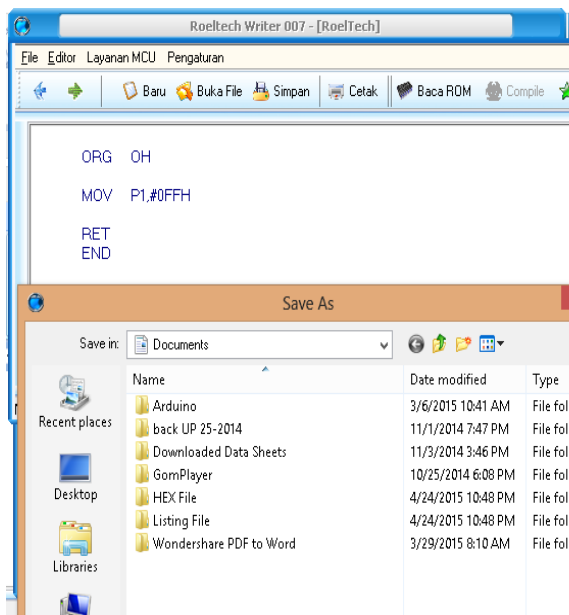 Roeltech Writer 007 - [RoelTech]
File Editor Layanan MCU Pengaturan
Baru Buka File Simpan Cetak Baca ROM Compile
ORG OH
MOV P1,#0FFH
RET
END
Save As
Save in: Documents
Name Date modified Type
Recent places
Desktop
Libraries
Arduino 3/6/2015 10:41 AM File fol
back UP 25-2014 11/1/2014 7:47 PM File fol
Downloaded Data Sheets 11/3/2014 3:46 PM File fol
GomPlayer 10/25/2014 6:08 PM File fol
HEX File 4/24/2015 10:48 PM File fol
Listing File 4/24/2015 10:48 PM File fol
Wondershare PDF to Word 3/29/2015 8:10 AM File fol